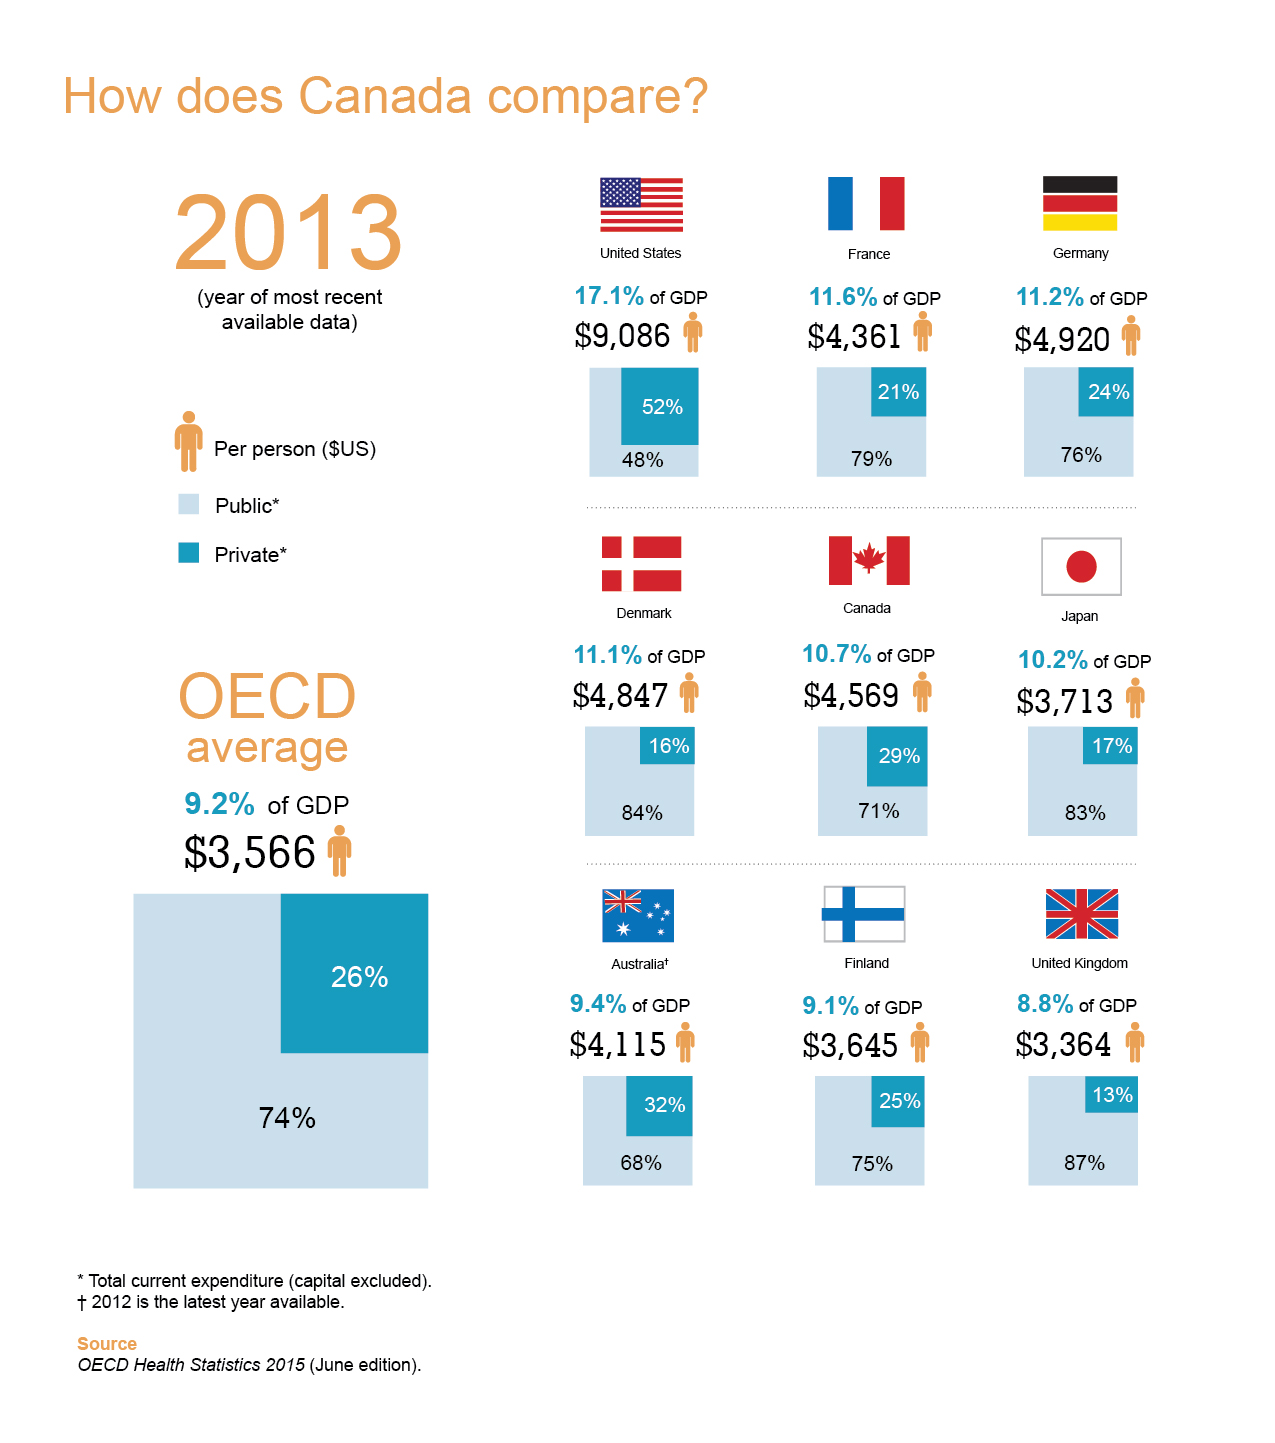 How does Canada compare?
2013
(year of most recent
available data)
Per person ($US)
Public*
Private*
OECD
average
9.2% of GDP
$3,566
26%
74%
United States
17.1% of GDP
$9,086
52%
48%
France
11.6% of GDP
$4,361
21%
79%
Germany
11.2% of GDP
$4,920
24%
76%
Denmark
11.1% of GDP
$4,847
16%
84%
Canada
10.7% of GDP
$4,569
29%
71%
Japan
10.2% of GDP
$3,713
17%
83%
Australia†
9.4% of GDP
$4,115
32%
68%
Finland
9.1% of GDP
$3,645
25%
75%
United Kingdom
8.8% of GDP
$3,364
13%
87%
* Total current expenditure (capital excluded).
† 2012 is the latest year available.
Source
OECD Health Statistics 2015 (June edition).